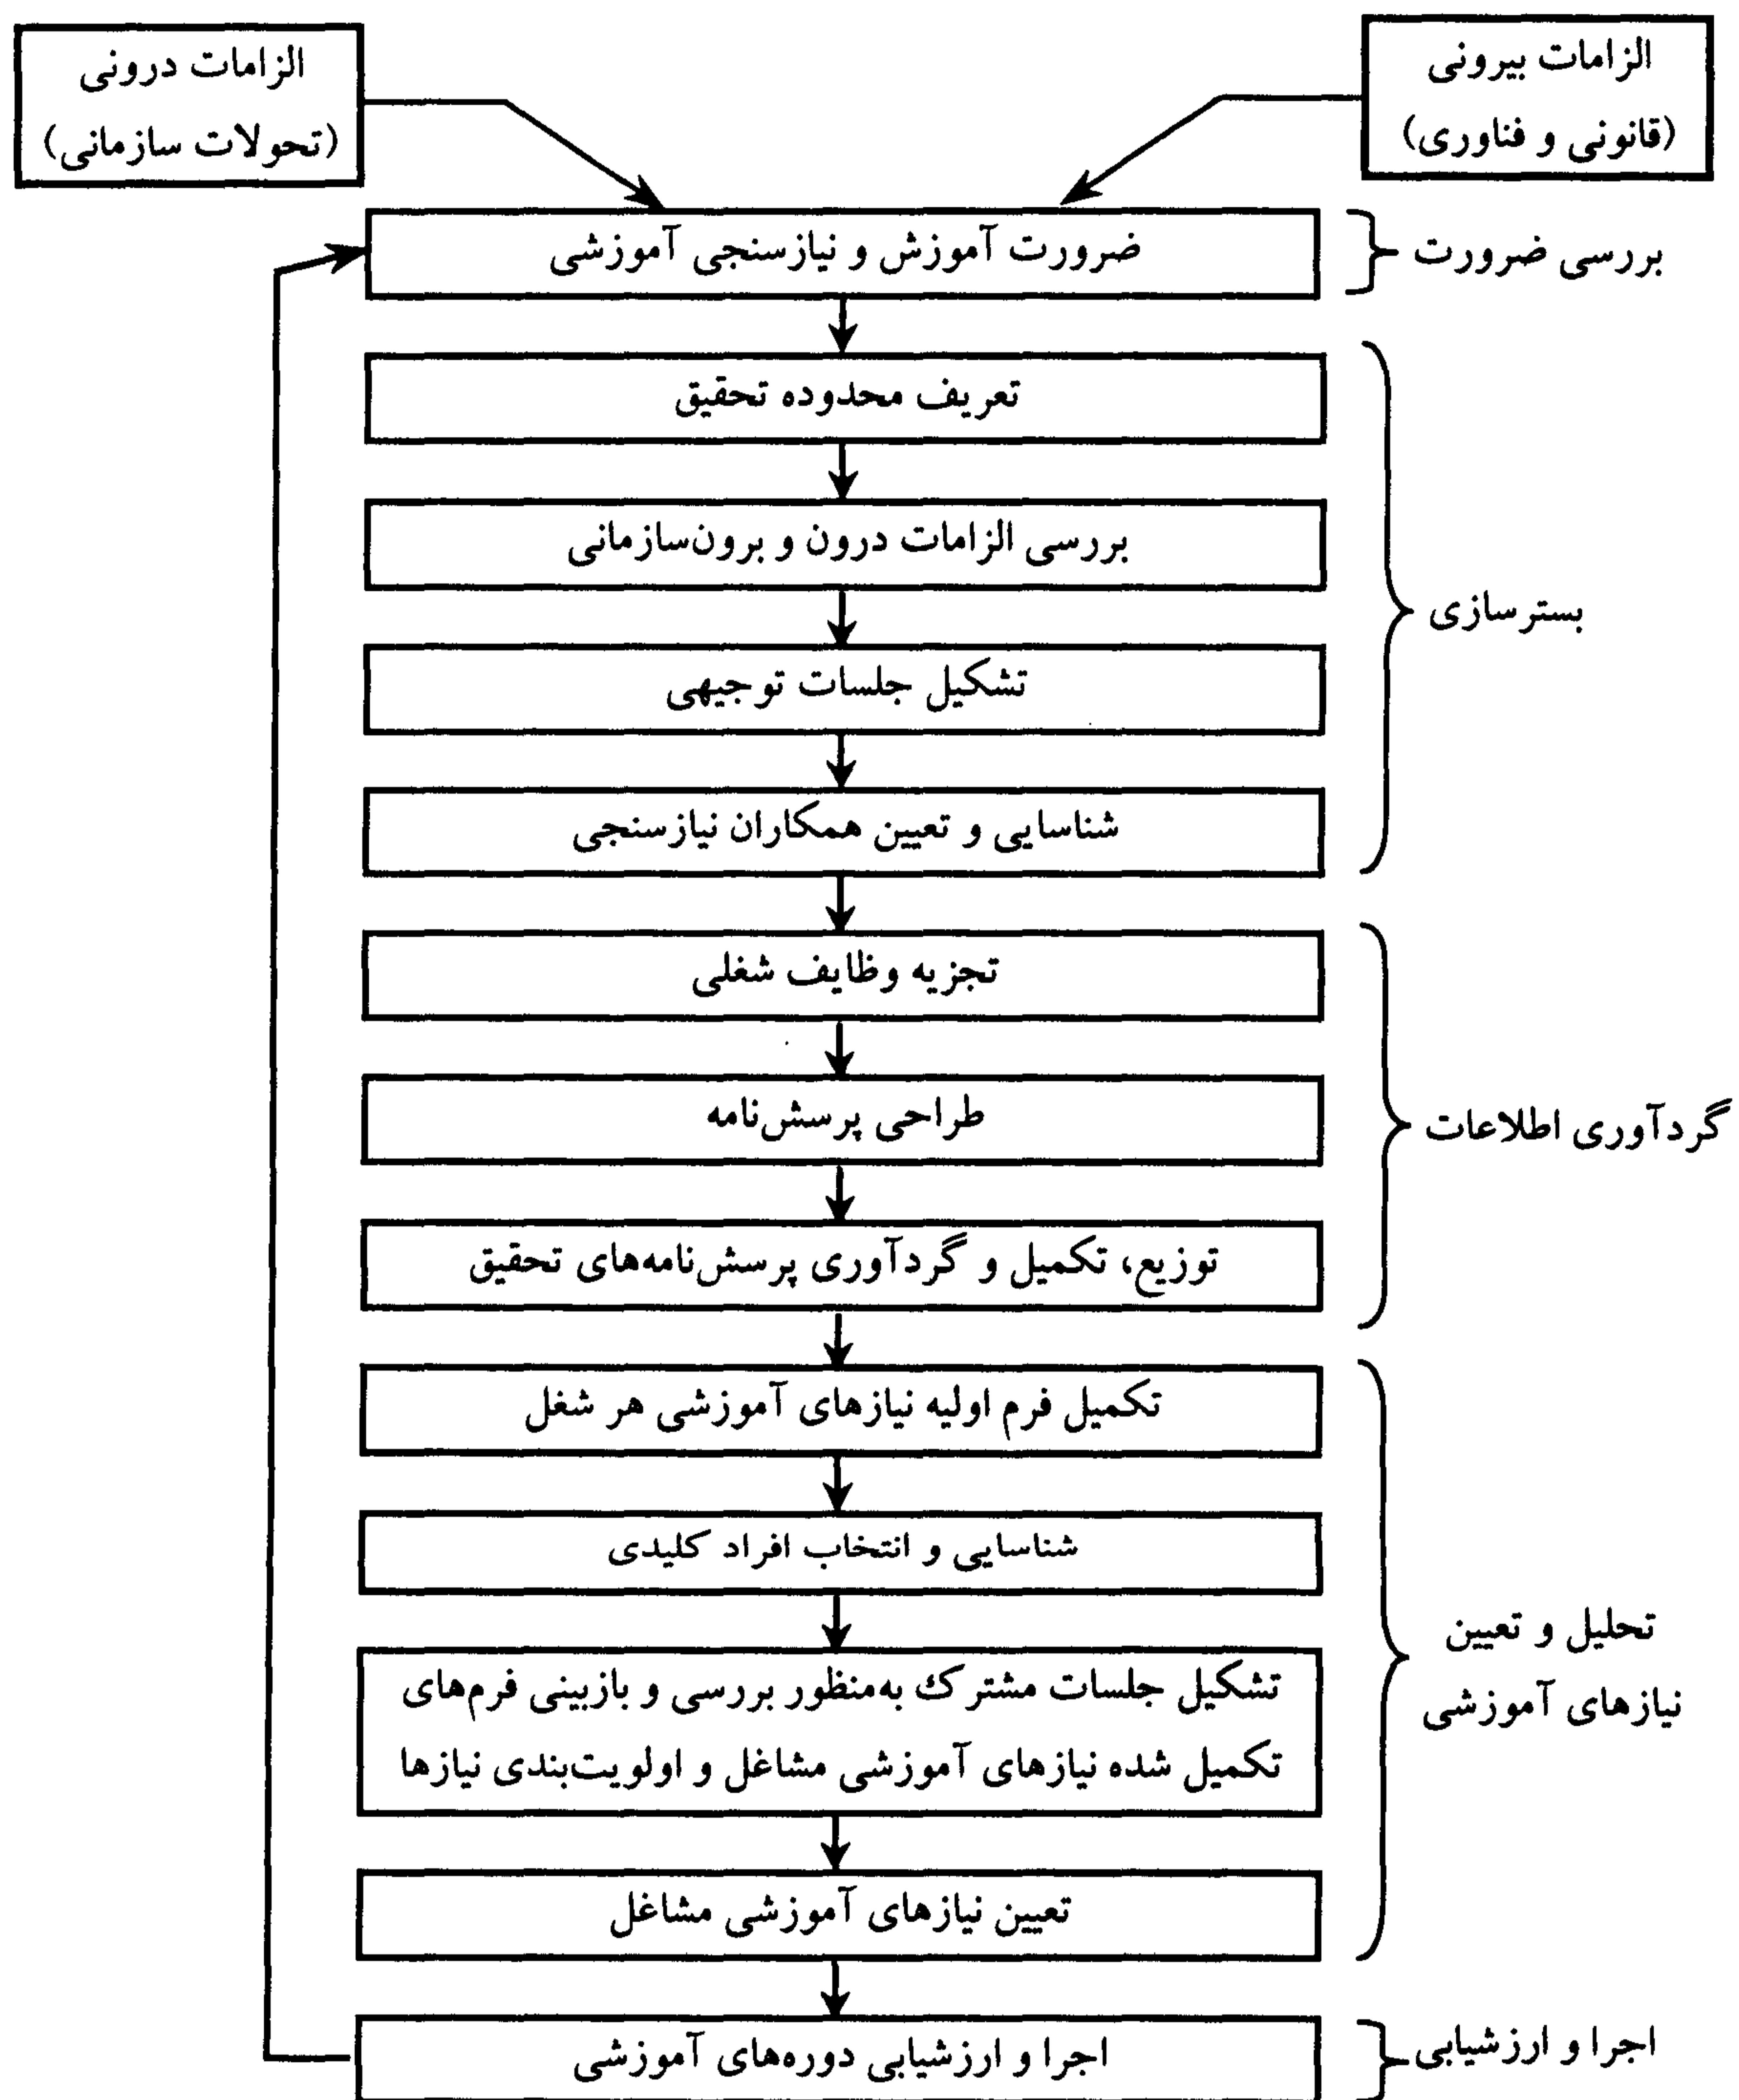 الزامات بیرونی
(قانونی و فناوری)
الزامات درونی
(تحولات سازمانی)
بررسی ضرورت
ضرورت آموزش و نیازسنجی آموزشی
بسترسازی
تعریف محدوده تحقیق
بررسی الزامات درون و برون‌سازمانی
تشکیل جلسات توجیهی
شناسایی و تعیین همکاران نیازسنجی
گردآوری اطلاعات
تجزیه وظایف شغلی
طراحی پرسش‌نامه
توزیع، تکمیل و گردآوری پرسش‌نامه‌های تحقیق
تحلیل و تعیین
نیازهای آموزشی
تکمیل فرم اولیه نیازهای آموزشی هر شغل
شناسایی و انتخاب افراد کلیدی
تشکیل جلسات مشترك به‌منظور بررسی و بازبینی فرم‌های
تکمیل شده نیازهای آموزشی مشاغل و اولویت‌بندی نیازها
تعیین نیازهای آموزشی مشاغل
اجرا و ارزشیابی
اجرا و ارزشیابی دوره‌های آموزشی